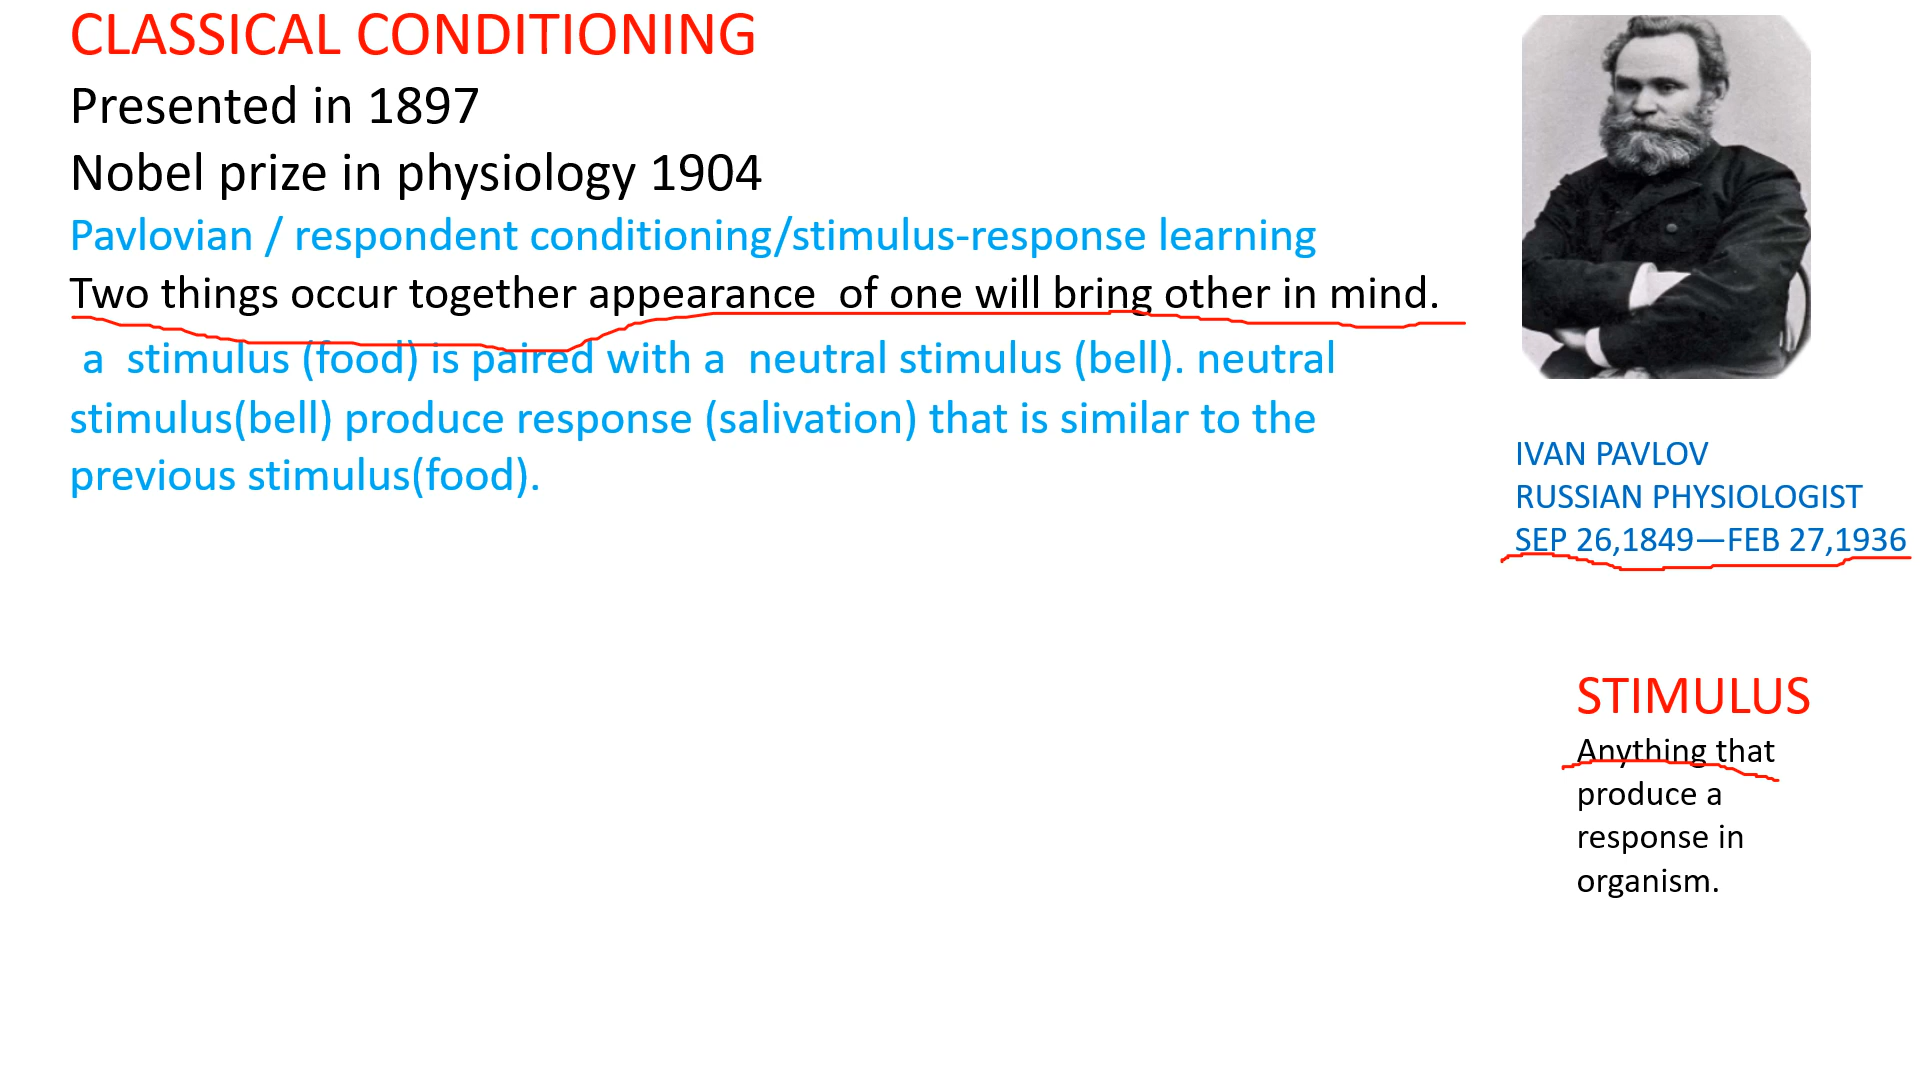 CLASSICAL CONDITIONING
Presented in 1897
Nobel prize in physiology 1904
Pavlovian / respondent conditioning/stimulus-response learning
Two things occur together appearance  of one will bring other in mind.
a  stimulus (food) is paired with a  neutral stimulus (bell). neutral
stimulus(bell) produce response (salivation) that is similar to the
previous stimulus(food).
IVAN PAVLOV
RUSSIAN PHYSIOLOGIST
SEP 26,1849—FEB 27,1936
STIMULUS
Anything that
produce a
response in
organism.